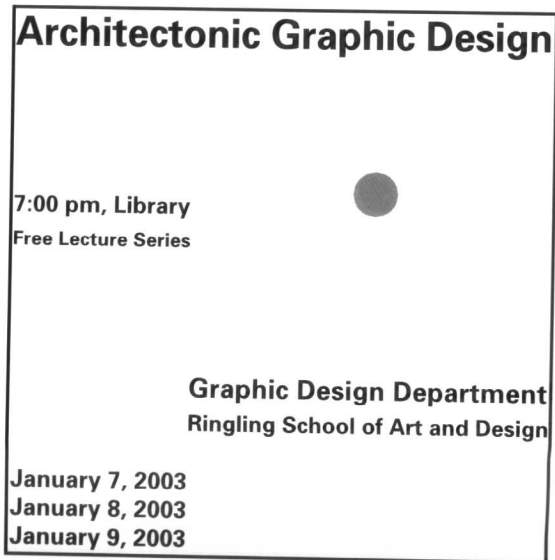 Architectonic Graphic Design
7:00 pm, Library
Free Lecture Series
Graphic Design Department
Ringling School of Art and Design
January 7, 2003
January 8, 2003
January 9, 2003